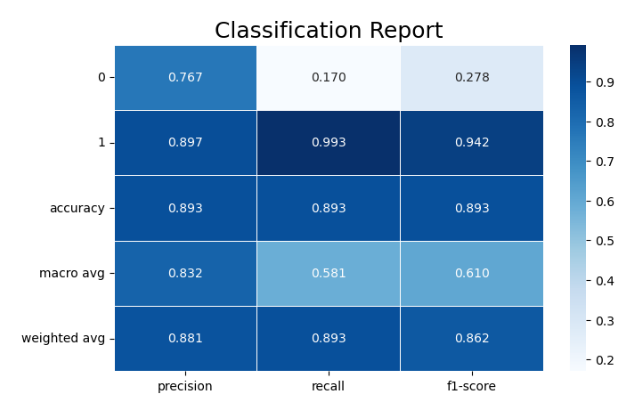 Classification Report
0 0.767 0.170 0.278
1 0.897 0.993 0.942
accuracy 0.893 0.893 0.893
macro avg 0.832 0.581 0.610
weighted avg 0.881 0.893 0.862
precision recall f1-score
0.9
0.8
0.7
0.6
0.5
0.4
0.3
0.2